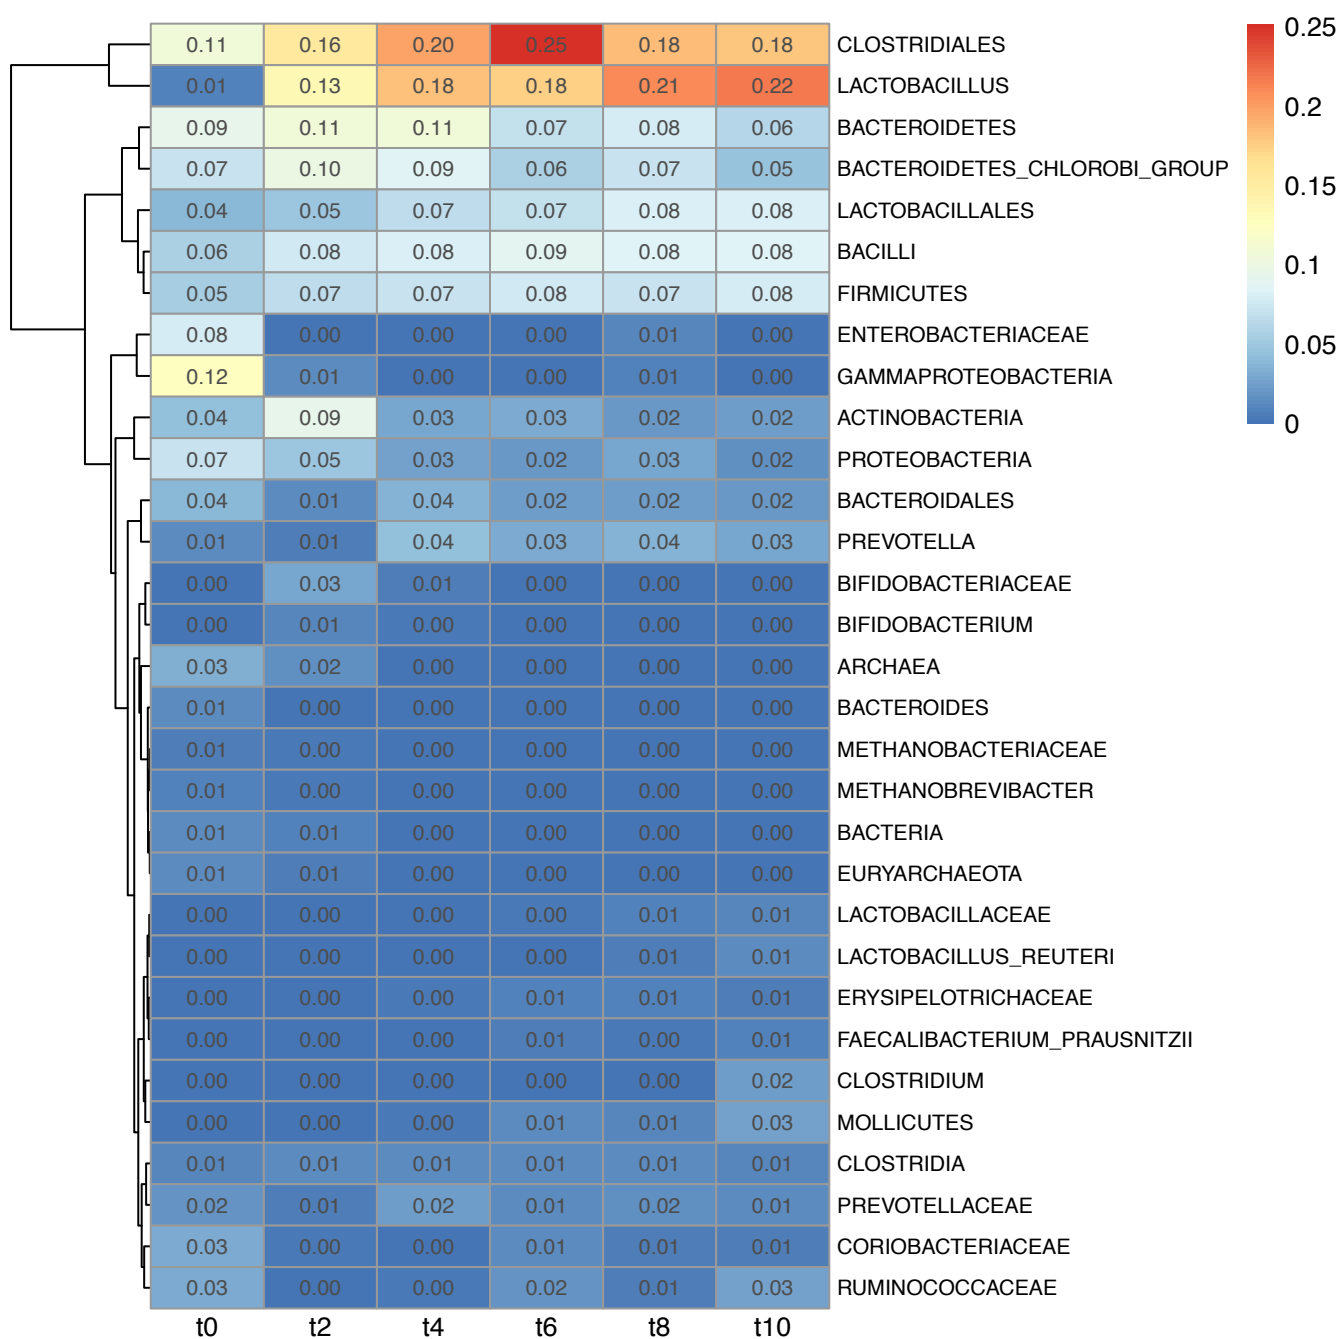 0.11 0.16 0.20 0.25 0.18 0.18 CLOSTRIDIALES
0.01 0.13 0.18 0.18 0.21 0.22 LACTOBACILLUS
0.09 0.11 0.11 0.07 0.08 0.06 BACTEROIDETES
0.07 0.10 0.09 0.06 0.07 0.05 BACTEROIDETES_CHLOROBI_GROUP
0.04 0.05 0.07 0.07 0.08 0.08 LACTOBACILLALES
0.06 0.08 0.08 0.09 0.08 0.08 BACILLI
0.05 0.07 0.07 0.08 0.07 0.08 FIRMICUTES
0.08 0.00 0.00 0.00 0.01 0.00 ENTEROBACTERIACEAE
0.12 0.01 0.00 0.00 0.01 0.00 GAMMAPROTEOBACTERIA
0.04 0.09 0.03 0.03 0.02 0.02 ACTINOBACTERIA
0.07 0.05 0.03 0.02 0.03 0.02 PROTEOBACTERIA
0.04 0.01 0.04 0.02 0.02 0.02 BACTEROIDALES
0.01 0.01 0.04 0.03 0.04 0.03 PREVOTELLA
0.00 0.03 0.01 0.00 0.00 0.00 BIFIDOBACTERIACEAE
0.00 0.01 0.00 0.00 0.00 0.00 BIFIDOBACTERIUM
0.03 0.02 0.00 0.00 0.00 0.00 ARCHAEA
0.01 0.00 0.00 0.00 0.00 0.00 BACTEROIDES
0.01 0.00 0.00 0.00 0.00 0.00 METHANOBACTERIACEAE
0.01 0.00 0.00 0.00 0.00 0.00 METHANOBREVIBACTER
0.01 0.01 0.00 0.00 0.00 0.00 BACTERIA
0.01 0.01 0.00 0.00 0.00 0.00 EURYARCHAEOTA
0.00 0.00 0.00 0.00 0.01 0.01 LACTOBACILLACEAE
0.00 0.00 0.00 0.00 0.01 0.01 LACTOBACILLUS_REUTERI
0.00 0.00 0.00 0.01 0.01 0.01 ERYSIPELOTRICHACEAE
0.00 0.00 0.00 0.01 0.00 0.01 FAECALIBACTERIUM_PRAUSNITZII
0.00 0.00 0.00 0.00 0.00 0.02 CLOSTRIDIUM
0.00 0.00 0.00 0.01 0.01 0.03 MOLLICUTES
0.01 0.01 0.01 0.01 0.01 0.01 CLOSTRIDIA
0.02 0.01 0.02 0.01 0.02 0.01 PREVOTELLACEAE
0.03 0.00 0.00 0.01 0.01 0.01 CORIOBACTERIACEAE
0.03 0.00 0.00 0.02 0.01 0.03 RUMINOCOCCACEAE
t0 t2 t4 t6 t8 t10
0.25
0.2
0.15
0.1
0.05
0